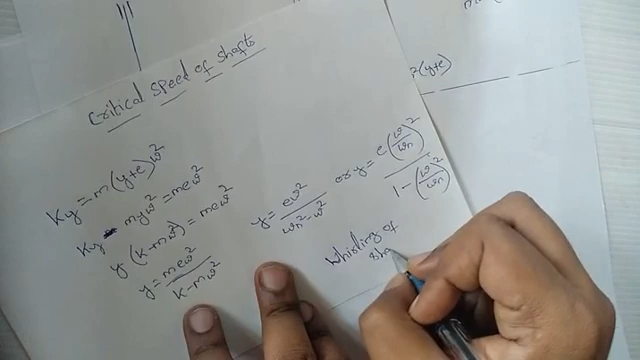 Critical Speed of Shafts
Ky = m(y+e)ω²
Ky - myω² = meω²
y (K-mω²) = meω²
y = meω² / K-mω²
y = eω² / ωn²-ω²
or y = e(ω/ωn)² / 1-(ω/ωn)²
Whirling of
sha
²(y+e)